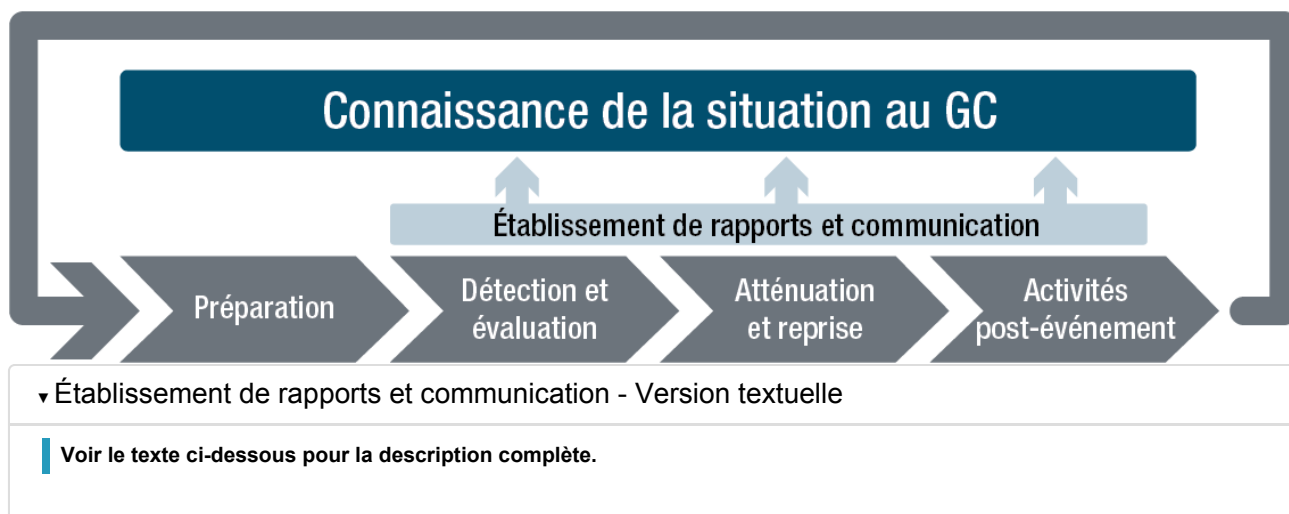 Connaissance de la situation au GC
Établissement de rapports et communication
Préparation
Détection et
évaluation
Atténuation
et reprise
Activités
post-événement
▾ Établissement de rapports et communication - Version textuelle
Voir le texte ci-dessous pour la description complète.